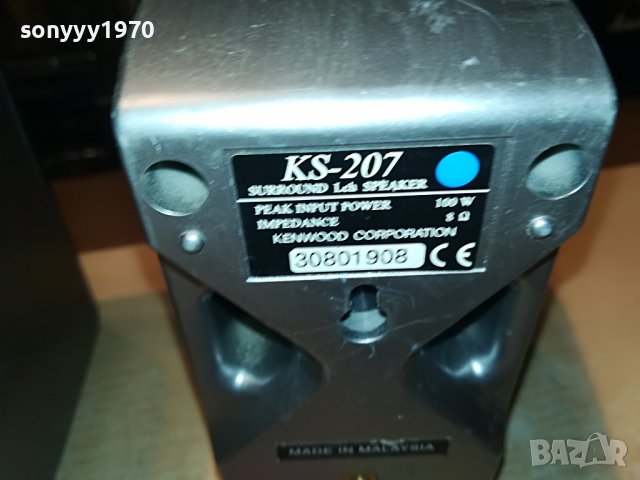 sonyyy1970
KS-207
SURROUND Lch SPEAKER
PEAK INPUT POWER 100 W
IMPEDANCE 8 Ω
KENWOOD CORPORATION
30801908 CE
MADE IN MALAYSIA
BAZAR